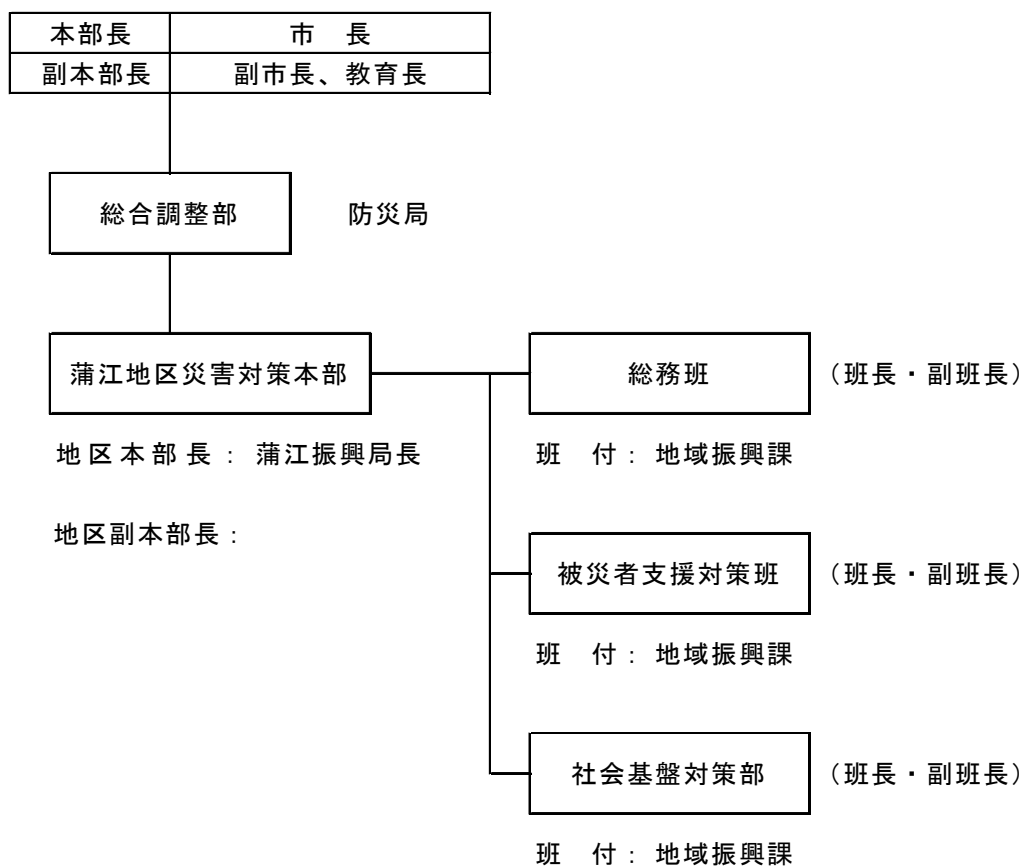 本部長 市　長
副本部長 副市長、教育長
総合調整部 防災局
蒲江地区災害対策本部 総務班 （班長・副班長）
地区本部長： 蒲江振興局長 班　付： 地域振興課
地区副本部長：
被災者支援対策班 （班長・副班長）
班　付： 地域振興課
社会基盤対策部 （班長・副班長）
班　付： 地域振興課